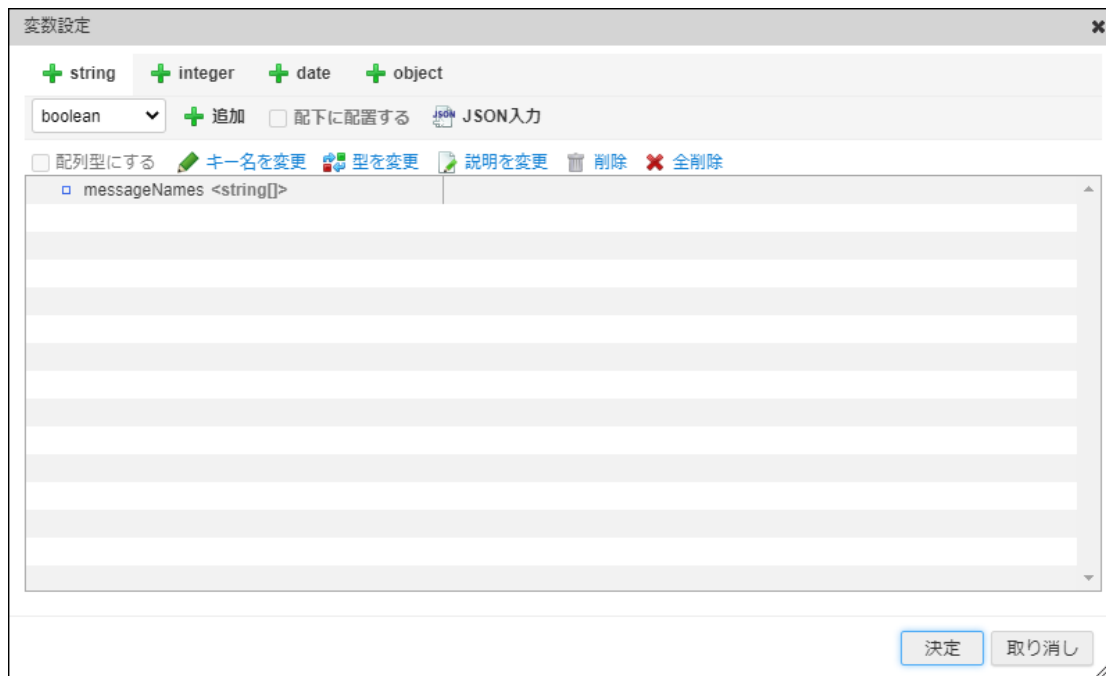 変数設定
string integer date object
boolean 追加 配下に配置する JSON入力
配列型にする キー名を変更 型を変更 説明を変更 削除 全削除
messageNames <string[]>
決定 取り消し